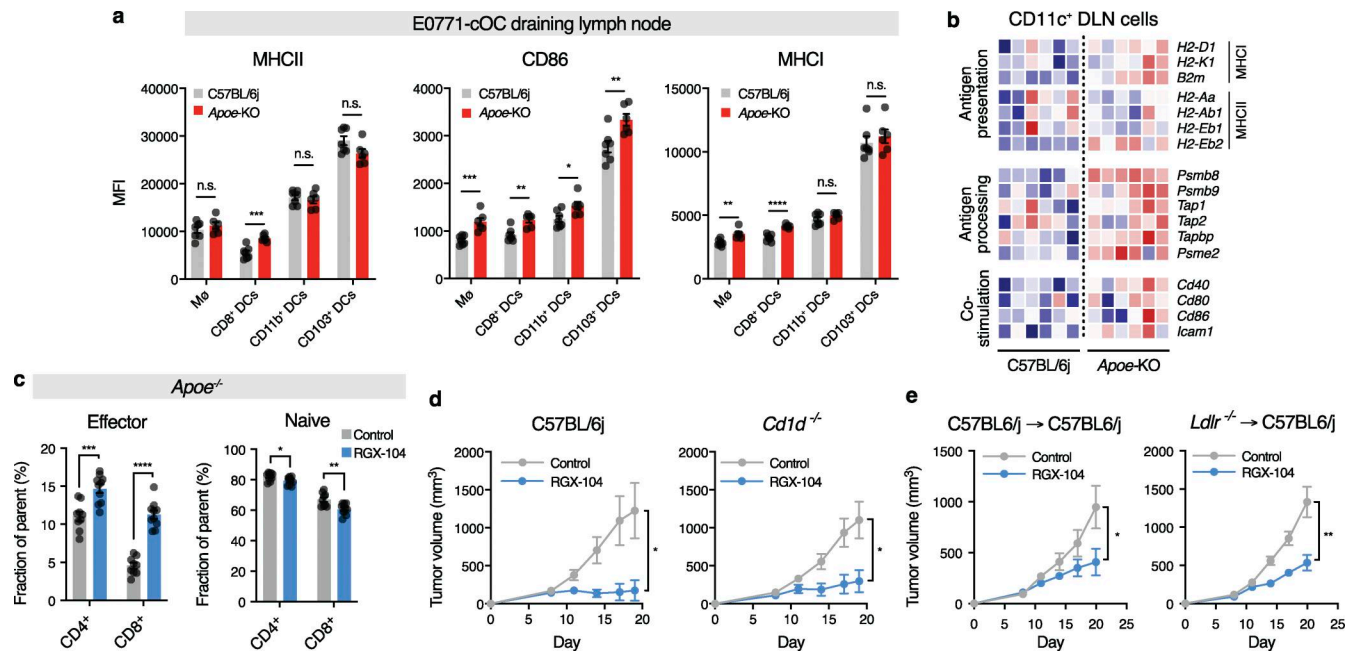 a
E0771-cOC draining lymph node
MHCII
C57BL/6j
Apoe-KO
MFI
40000
30000
20000
10000
0
n.s.
***
n.s.
n.s.
Mø
CD8⁺ DCs
CD11b⁺ DCs
CD103⁺ DCs
CD86
C57BL/6j
Apoe-KO
4000
3000
2000
1000
0
***
**
*
**
Mø
CD8⁺ DCs
CD11b⁺ DCs
CD103⁺ DCs
MHCI
C57BL/6j
Apoe-KO
15000
10000
5000
0
**
****
n.s.
n.s.
Mø
CD8⁺ DCs
CD11b⁺ DCs
CD103⁺ DCs
b
CD11c⁺ DLN cells
Antigen
presentation
H2-D1
H2-K1
B2m
MHCI
H2-Aa
H2-Ab1
H2-Eb1
H2-Eb2
MHCII
Antigen
processing
Psmb8
Psmb9
Tap1
Tap2
Tapbp
Psme2
Co-
stimulation
Cd40
Cd80
Cd86
Icam1
C57BL/6j
Apoe-KO
c
Apoe⁻/⁻
Effector
Fraction of parent (%)
20
15
10
5
0
***
****
CD4⁺
CD8⁺
Naive
Control
RGX-104
Fraction of parent (%)
100
80
60
40
20
0
*
**
CD4⁺
CD8⁺
d
C57BL/6j
Control
RGX-104
Tumor volume (mm³)
2000
1500
1000
500
0
*
0 5 10 15 20
Day
Cd1d ⁻/⁻
Control
RGX-104
2000
1500
1000
500
0
*
0 5 10 15 20
Day
e
C57BL6/j → C57BL6/j
Control
RGX-104
Tumor volume (mm³)
1500
1000
500
0
*
0 5 10 15 20 25
Day
Ldlr ⁻/⁻ → C57BL6/j
Control
RGX-104
2000
1500
1000
500
0
**
0 5 10 15 20 25
Day